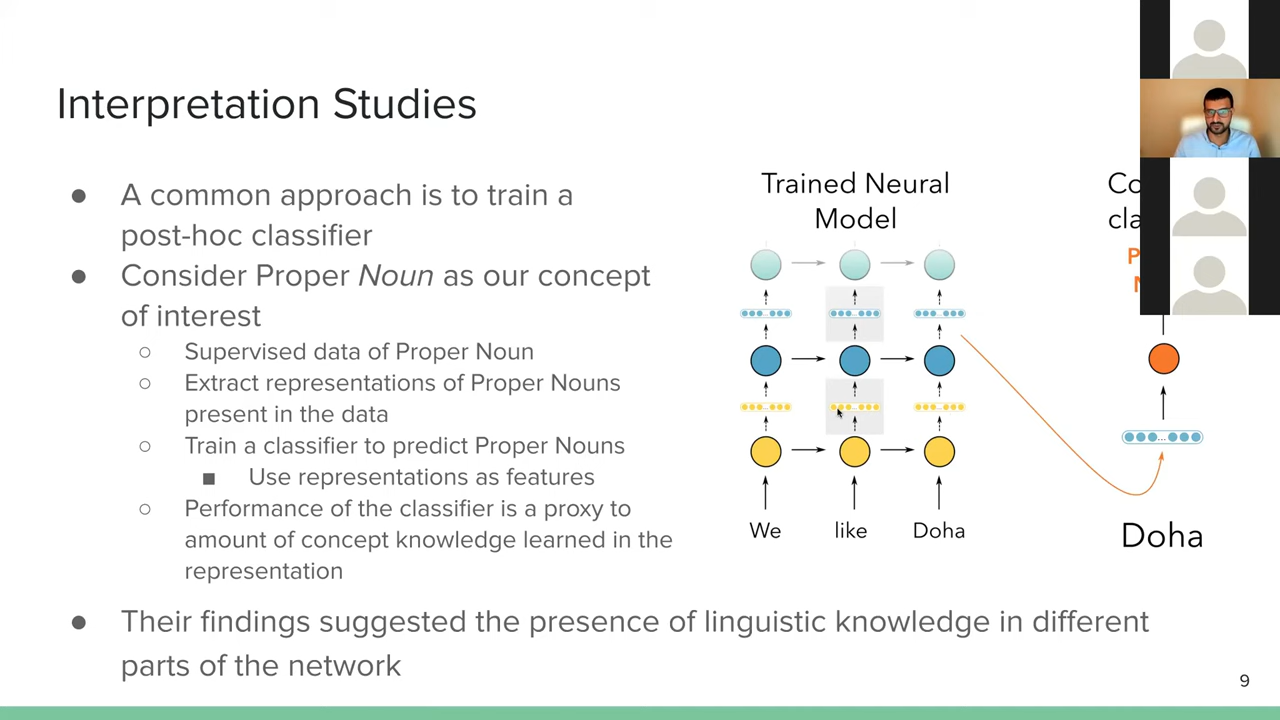 Interpretation Studies
● A common approach is to train a
post-hoc classifier
● Consider Proper Noun as our concept
of interest
○ Supervised data of Proper Noun
○ Extract representations of Proper Nouns
present in the data
○ Train a classifier to predict Proper Nouns
■ Use representations as features
○ Performance of the classifier is a proxy to
amount of concept knowledge learned in the
representation
● Their findings suggested the presence of linguistic knowledge in different
parts of the network
Trained Neural
Model
We like Doha
Doha
9